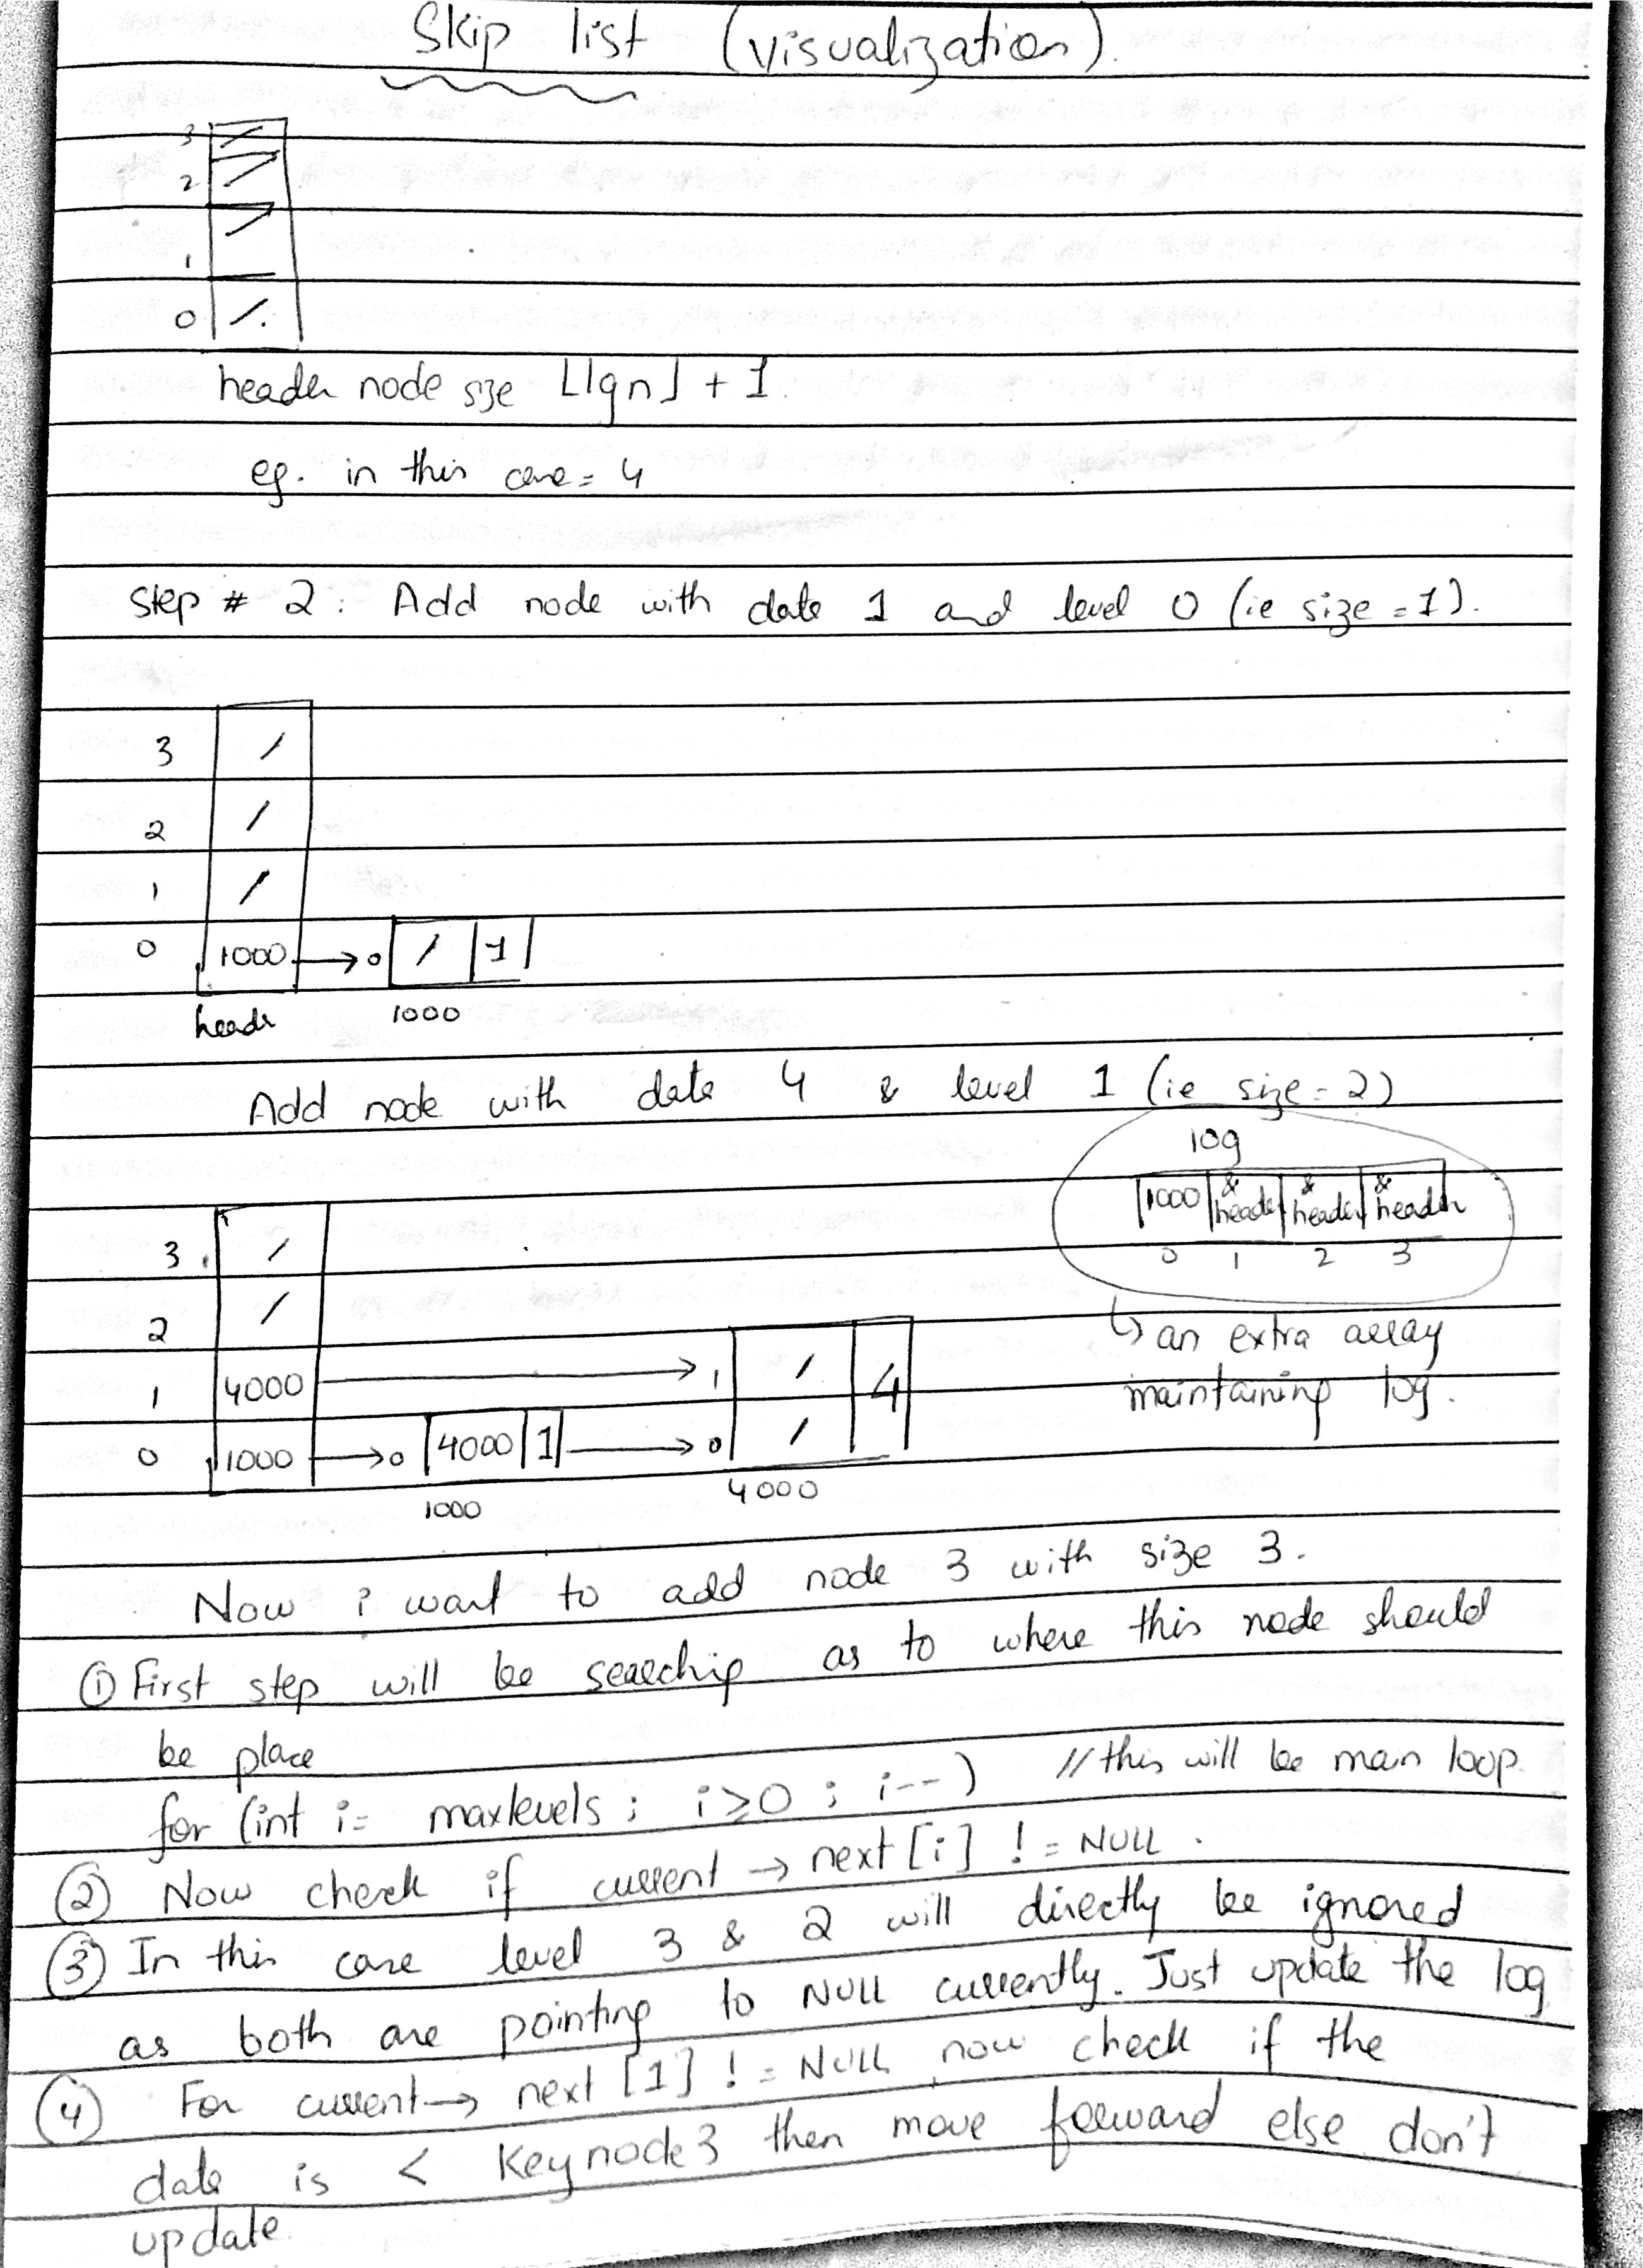 Skip list (visualization).
3
2
1
0
header node size ⌊lgn⌋ + 1
eg. in this case = 4
Step # 2: Add node with data 1 and level 0 (ie size = 1).
3 /
2 /
1 /
0 1000 → 0 / 1
header 1000
Add node with data 4 & level 1 (ie size = 2)
log
1000 & header & header & header
0 1 2 3
↳ an extra array
maintaining log.
3 /
2 /
1 4000 → 1 / 4
0 1000 → 0 4000 1 → 0 /
1000 4000
Now i want to add node 3 with size 3.
① First step will be searching as to where this node should
be place
for (int i = maxlevels ; i ≥ 0 ; i--) // this will be main loop
② Now check if current → next [i] != NULL.
③ In this case level 3 & 2 will directly be ignored
as both are pointing to NULL currently. Just update the log
④ For current → next [1] != NULL now check if the
data is < Key node 3 then move forward else don't
update